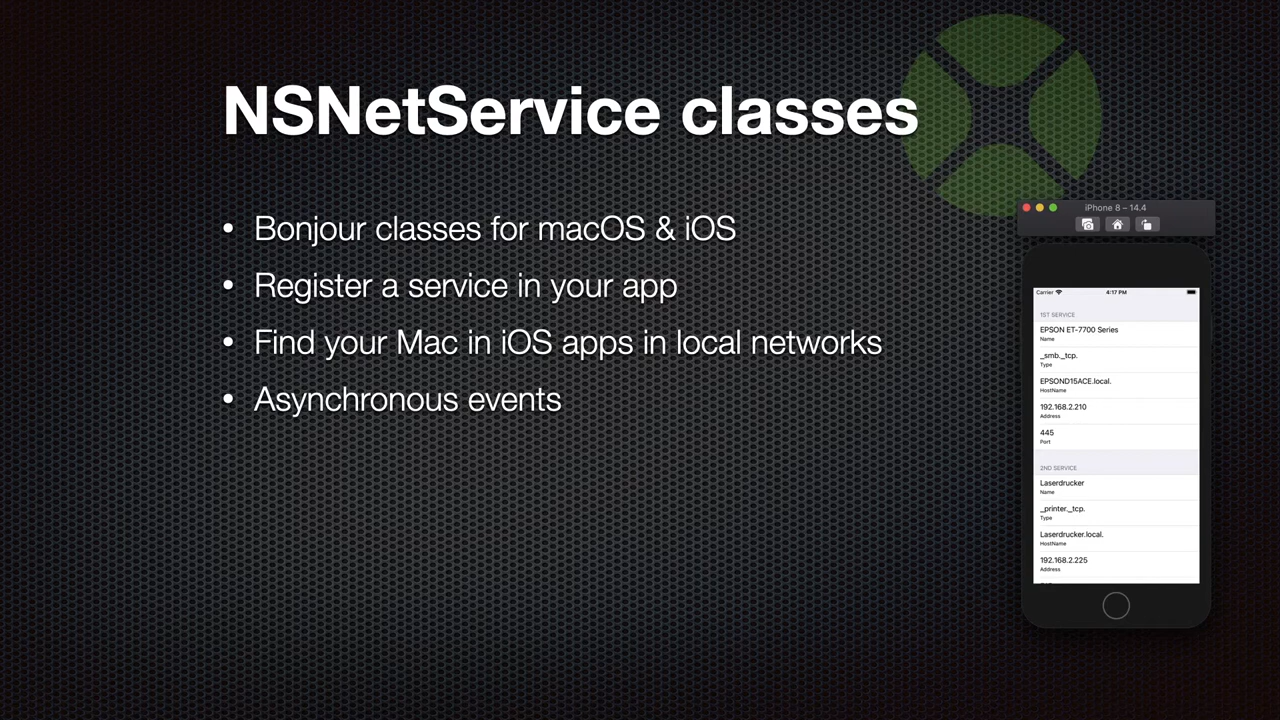 NSNetService classes
• Bonjour classes for macOS & iOS
• Register a service in your app
• Find your Mac in iOS apps in local networks
• Asynchronous events
iPhone 8 – 14.4
Carrier
4:17 PM
1ST SERVICE
EPSON ET-7700 Series
Name
_smb._tcp.
Type
EPSOND15ACE.local.
HostName
192.168.2.210
Address
445
Port
2ND SERVICE
Laserdrucker
Name
_printer._tcp.
Type
Laserdrucker.local.
HostName
192.168.2.225
Address